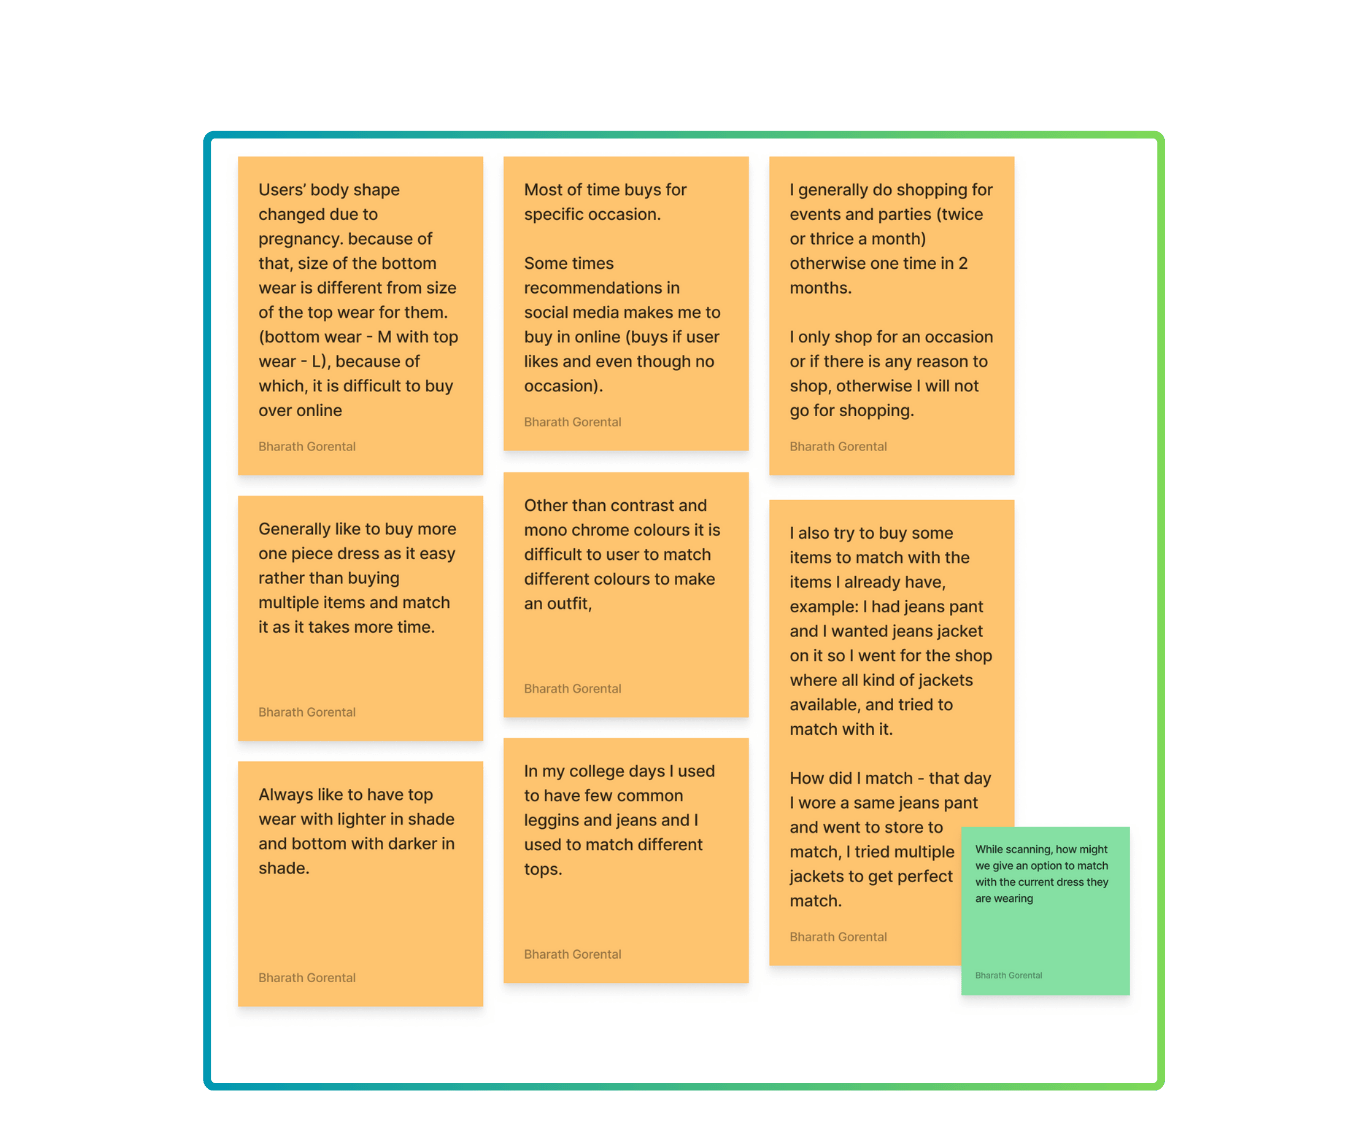 Users’ body shape
changed due to
pregnancy. because of
that, size of the bottom
wear is different from size
of the top wear for them.
(bottom wear - M with top
wear - L), because of
which, it is difficult to buy
over online
Bharath Gorental
Generally like to buy more
one piece dress as it easy
rather than buying
multiple items and match
it as it takes more time.
Bharath Gorental
Always like to have top
wear with lighter in shade
and bottom with darker in
shade.
Bharath Gorental
Most of time buys for
specific occasion.
Some times
recommendations in
social media makes me to
buy in online (buys if user
likes and even though no
occasion).
Bharath Gorental
Other than contrast and
mono chrome colours it is
difficult to user to match
different colours to make
an outfit,
Bharath Gorental
In my college days I used
to have few common
leggins and jeans and I
used to match different
tops.
Bharath Gorental
I generally do shopping for
events and parties (twice
or thrice a month)
otherwise one time in 2
months.
I only shop for an occasion
or if there is any reason to
shop, otherwise I will not
go for shopping.
Bharath Gorental
I also try to buy some
items to match with the
items I already have,
example: I had jeans pant
and I wanted jeans jacket
on it so I went for the shop
where all kind of jackets
available, and tried to
match with it.
How did I match - that day
I wore a same jeans pant
and went to store to
match, I tried multiple
jackets to get perfect
match.
Bharath Gorental
While scanning, how might
we give an option to match
with the current dress they
are wearing
Bharath Gorental